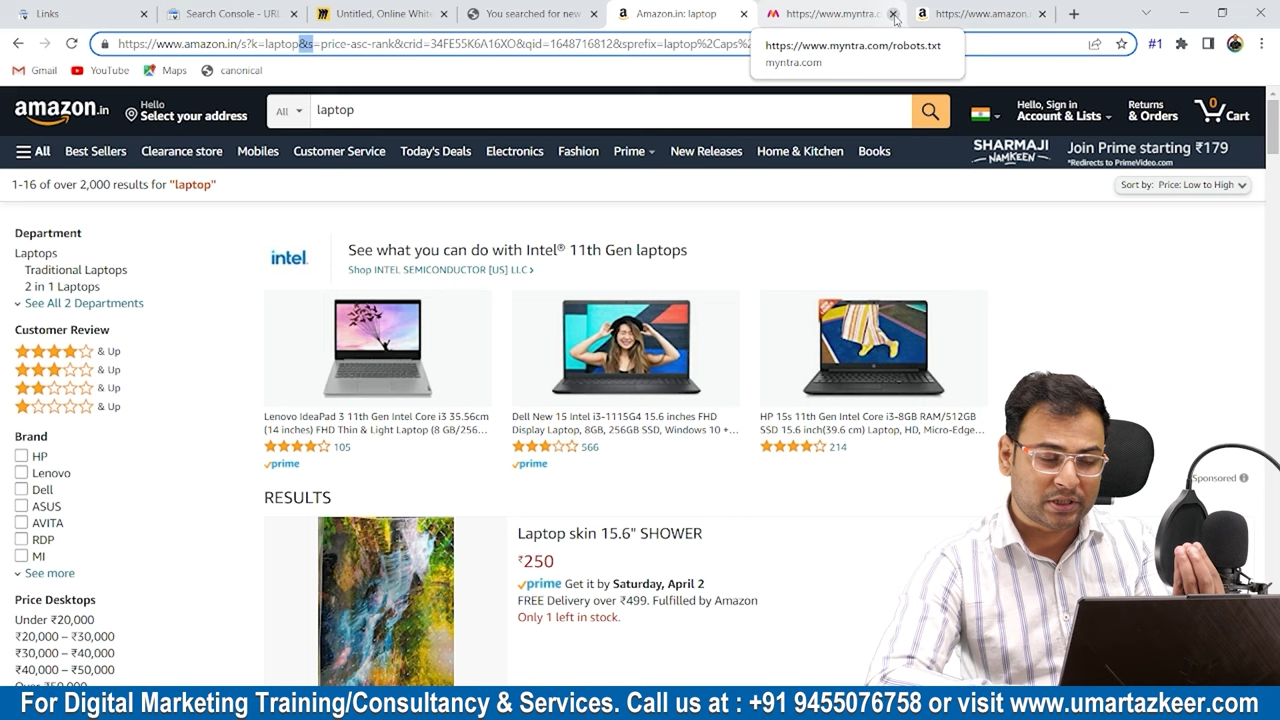 Links
Search Console - URL
Untitled, Online White
You searched for new
Amazon.in: laptop
https://www.myntra.c
https://www.amazon.
https://www.amazon.in/s?k=laptop&s=price-asc-rank&crid=34FE55K6A16XO&qid=1648716812&sprefix=laptop%2Caps%2
#1
https://www.myntra.com/robots.txt
myntra.com
Gmail
YouTube
Maps
canonical
amazon.in
Hello
Select your address
All
laptop
Hello, Sign in
Account & Lists
Returns
& Orders
0
Cart
All
Best Sellers
Clearance store
Mobiles
Customer Service
Today's Deals
Electronics
Fashion
Prime
New Releases
Home & Kitchen
Books
SHARMAJI
NAMKEEN
Join Prime starting ₹179
*Redirects to PrimeVideo.com
1-16 of over 2,000 results for "laptop"
Sort by: Price: Low to High
Department
Laptops
Traditional Laptops
2 in 1 Laptops
See All 2 Departments
Customer Review
& Up
& Up
& Up
& Up
Brand
HP
Lenovo
Dell
ASUS
AVITA
RDP
MI
See more
Price Desktops
Under ₹20,000
₹20,000 – ₹30,000
₹30,000 – ₹40,000
₹40,000 – ₹50,000
intel.
See what you can do with Intel® 11th Gen laptops
Shop INTEL SEMICONDUCTOR [US] LLC ›
Lenovo IdeaPad 3 11th Gen Intel Core i3 35.56cm
(14 inches) FHD Thin & Light Laptop (8 GB/256…
105
prime
Dell New 15 Intel i3-1115G4 15.6 inches FHD
Display Laptop, 8GB, 256GB SSD, Windows 10 +…
566
prime
HP 15s 11th Gen Intel Core i3-8GB RAM/512GB
SSD 15.6 inch(39.6 cm) Laptop, HD, Micro-Edge…
214
Sponsored
RESULTS
Laptop skin 15.6" SHOWER
₹250
prime Get it by Saturday, April 2
FREE Delivery over ₹499. Fulfilled by Amazon
Only 1 left in stock.
For Digital Marketing Training/Consultancy & Services. Call us at : +91 9455076758 or visit www.umartazkeer.com